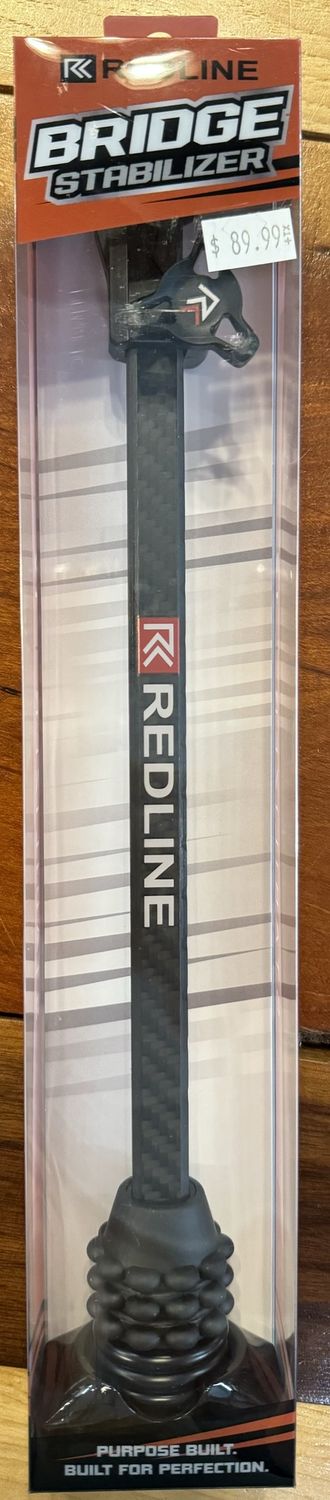 REDLINE
BRIDGE
STABILIZER
$ 89.99
REDLINE
PURPOSE BUILT.
BUILT FOR PERFECTION.